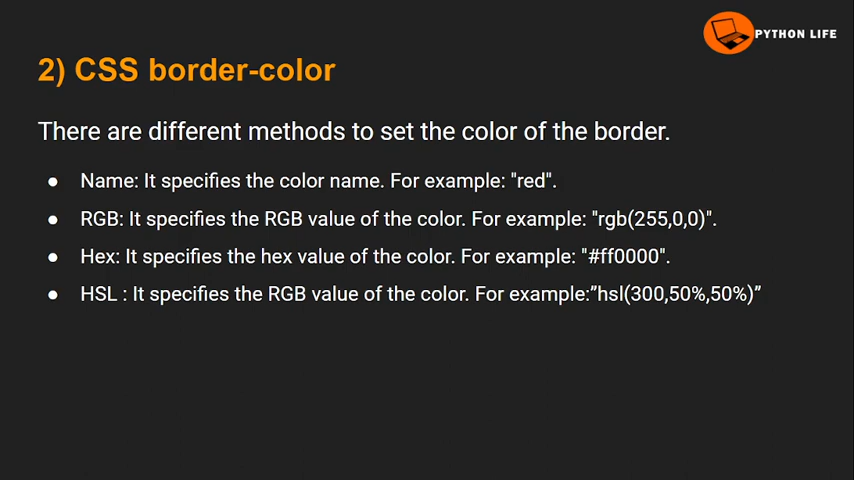 PYTHON LIFE
2) CSS border-color
There are different methods to set the color of the border.
● Name: It specifies the color name. For example: "red".
● RGB: It specifies the RGB value of the color. For example: "rgb(255,0,0)".
● Hex: It specifies the hex value of the color. For example: "#ff0000".
● HSL : It specifies the RGB value of the color. For example:”hsl(300,50%,50%)”